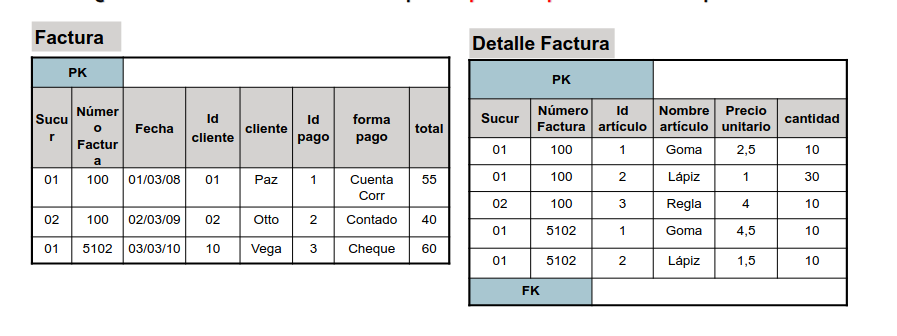 Factura
PK
Sucur Número Factura Fecha Id cliente cliente Id pago forma pago total
01 100 01/03/08 01 Paz 1 Cuenta Corr 55
02 100 02/03/09 02 Otto 2 Contado 40
01 5102 03/03/10 10 Vega 3 Cheque 60
Detalle Factura
PK
Sucur Número Factura Id artículo Nombre artículo Precio unitario cantidad
01 100 1 Goma 2,5 10
01 100 2 Lápiz 1 30
02 100 3 Regla 4 10
01 5102 1 Goma 4,5 10
01 5102 2 Lápiz 1,5 10
FK